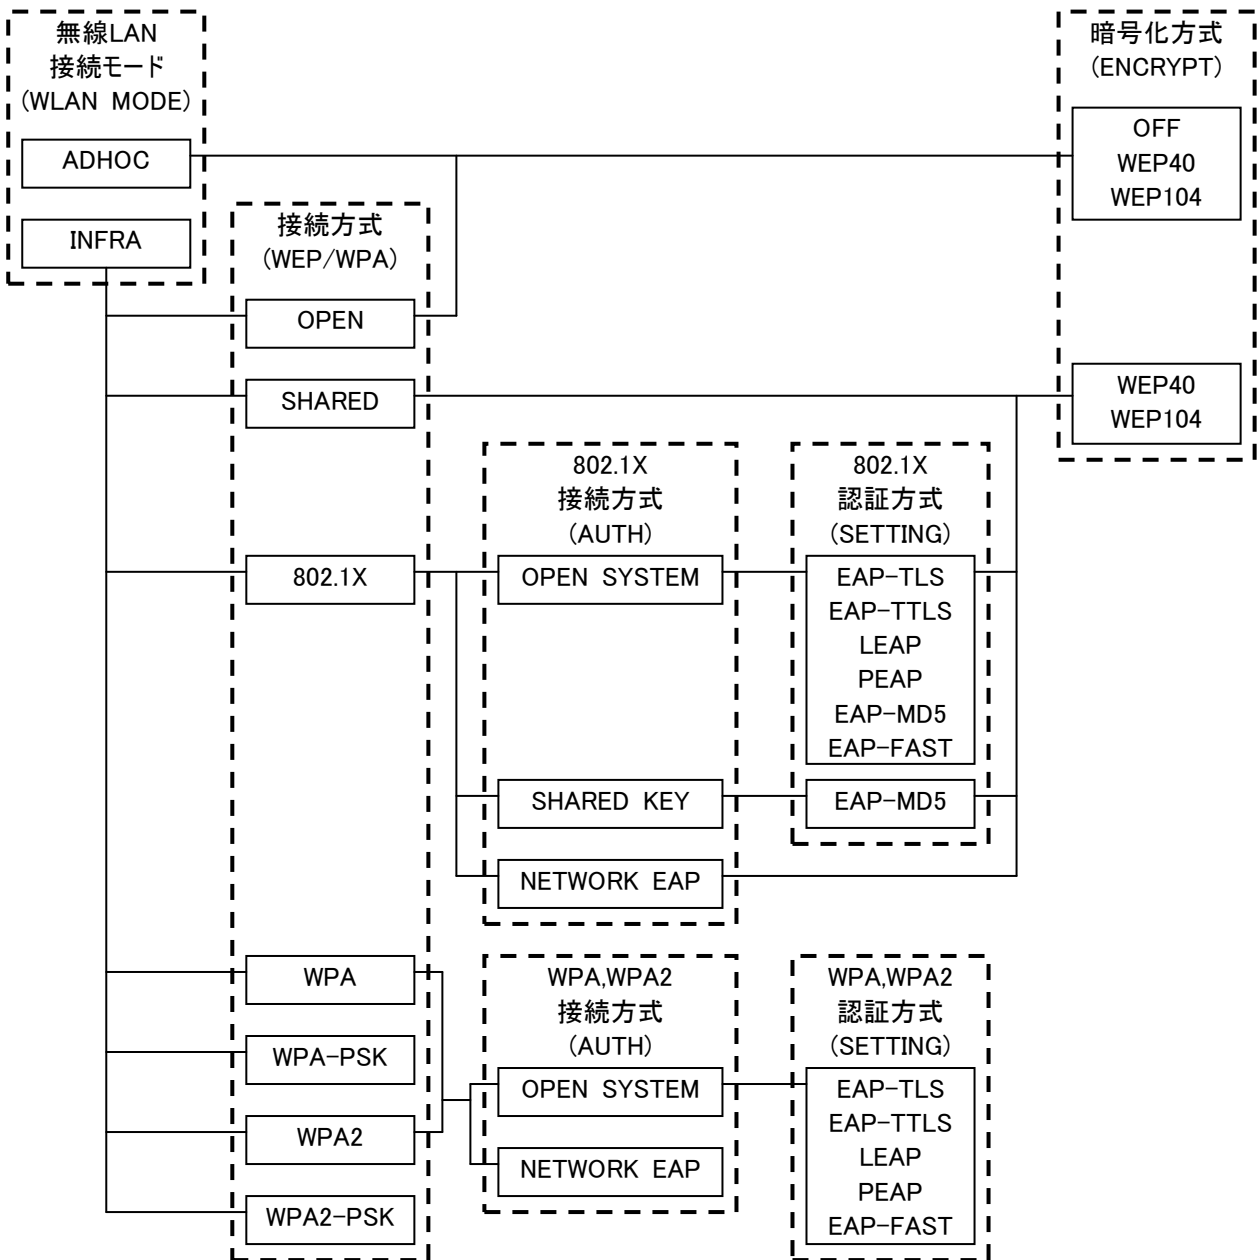 無線LAN
接続モード
(WLAN MODE)
ADHOC
INFRA
暗号化方式
(ENCRYPT)
OFF
WEP40
WEP104
接続方式
(WEP/WPA)
OPEN
SHARED
WEP40
WEP104
802.1X
接続方式
(AUTH)
802.1X
認証方式
(SETTING)
802.1X
OPEN SYSTEM
EAP-TLS
EAP-TTLS
LEAP
PEAP
EAP-MD5
EAP-FAST
SHARED KEY
EAP-MD5
NETWORK EAP
WPA
WPA-PSK
WPA2
WPA2-PSK
WPA,WPA2
接続方式
(AUTH)
OPEN SYSTEM
NETWORK EAP
WPA,WPA2
認証方式
(SETTING)
EAP-TLS
EAP-TTLS
LEAP
PEAP
EAP-FAST